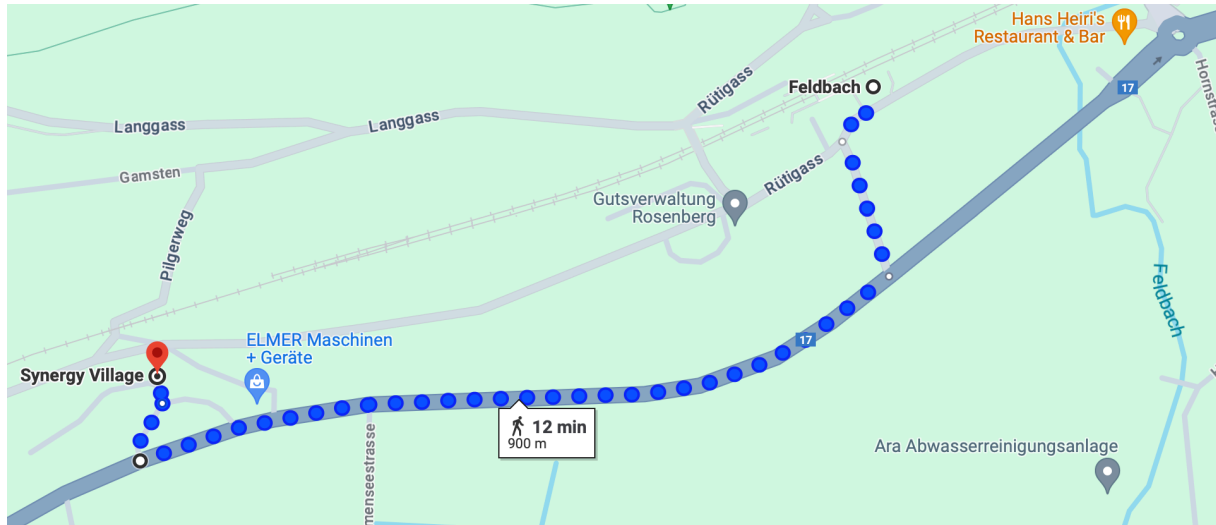 Hans Heiri's
Restaurant & Bar
Rütigass
Feldbach
17
Hornstrasse
Langgass
Langgass
Gamsten
Rütigass
Gutsverwaltung
Rosenberg
Pilgerweg
Feldbach
ELMER Maschinen
+ Geräte
17
Synergy Village
12 min
900 m
Ara Abwasserreinigungsanlage